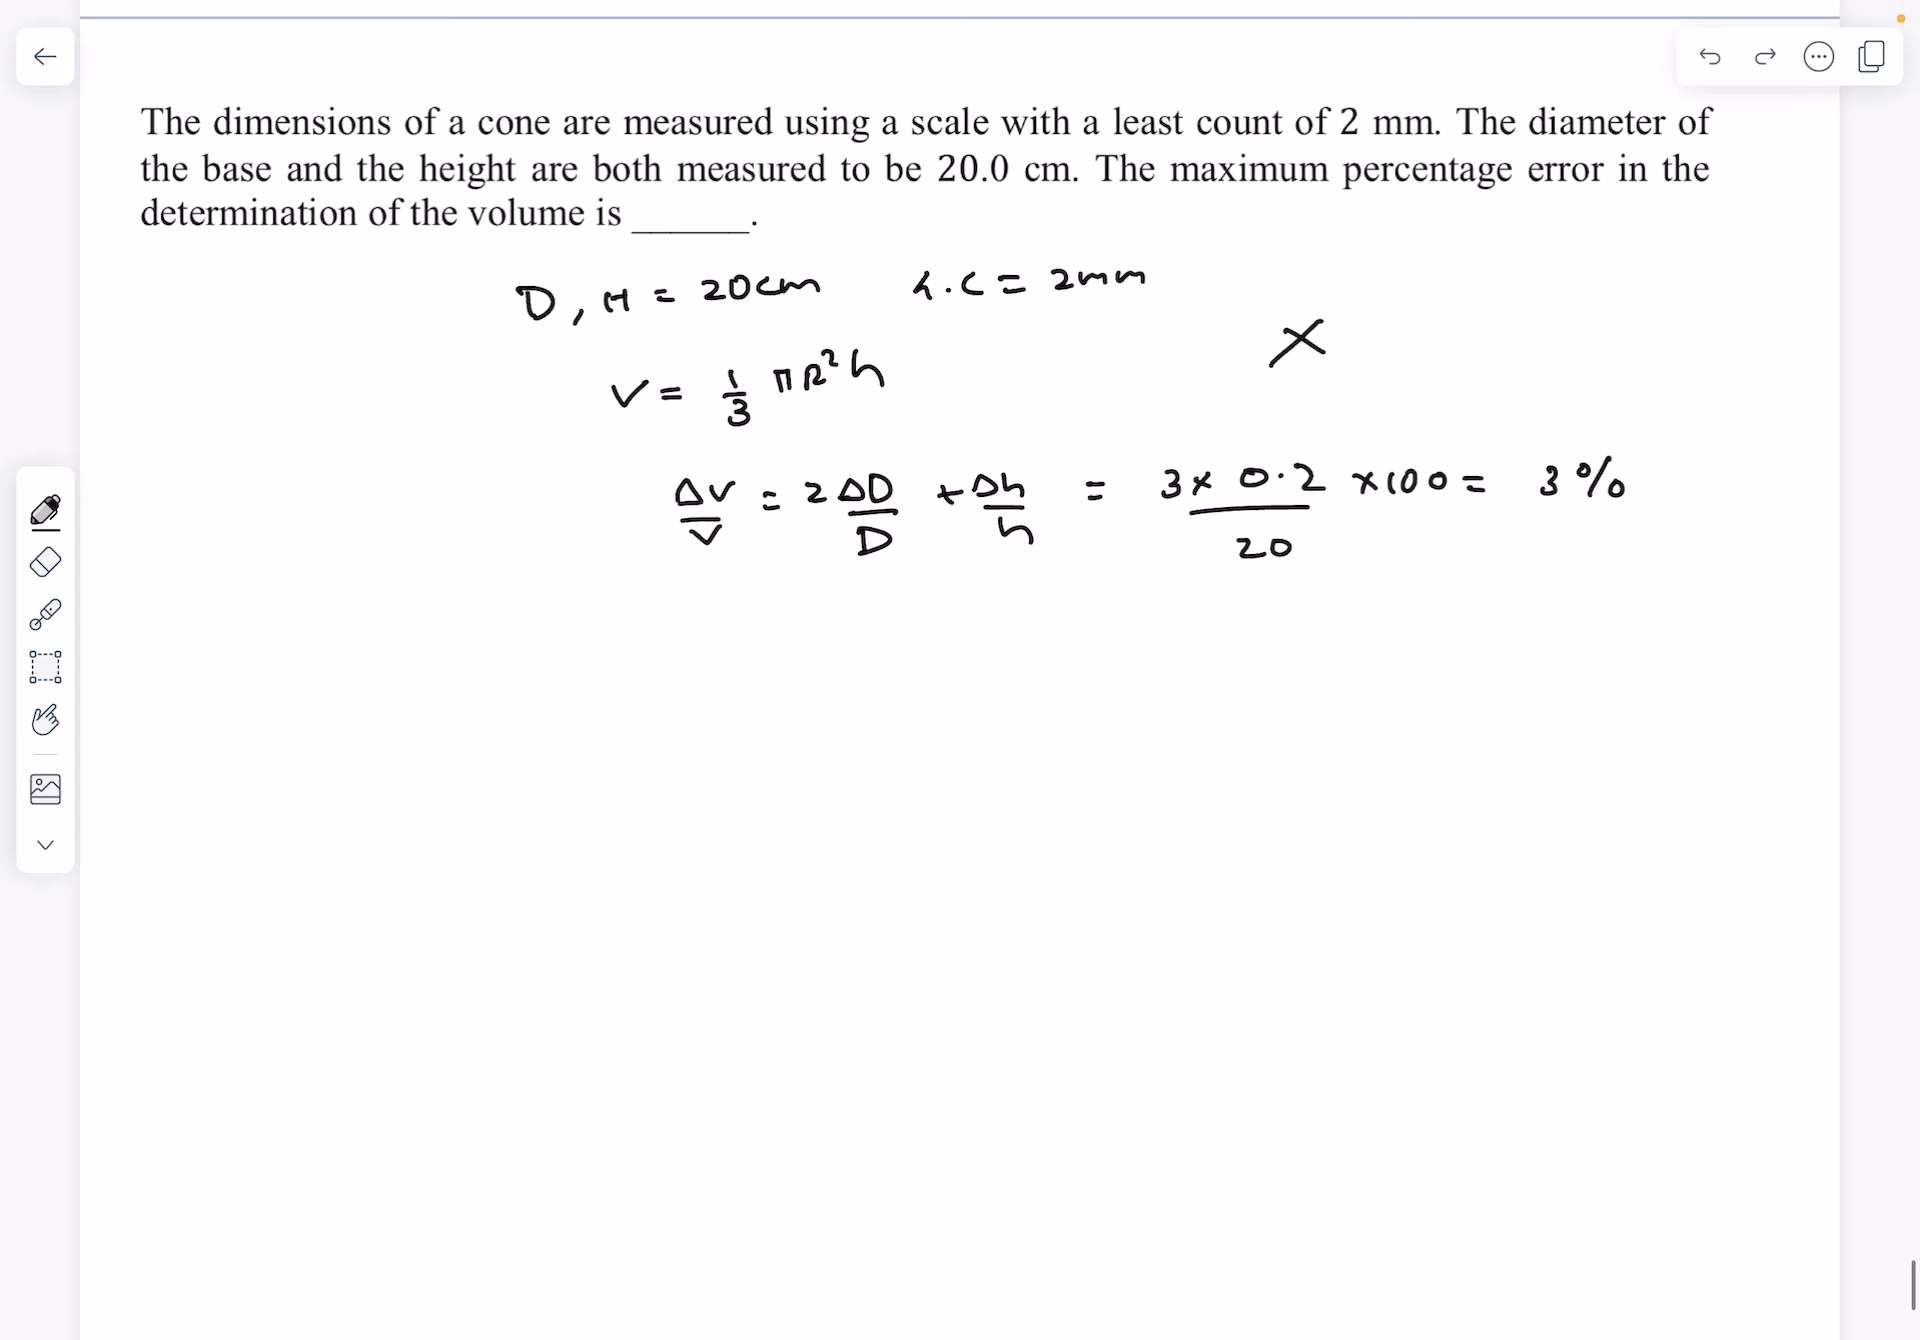 The dimensions of a cone are measured using a scale with a least count of 2 mm. The diameter of
the base and the height are both measured to be 20.0 cm. The maximum percentage error in the
determination of the volume is ______.
D, H = 20cm L.C = 2mm
X
V = 1/3 πR²h
ΔV/V = 2ΔD/D + Δh/h = 3 x 0.2/20 x 100 = 3%